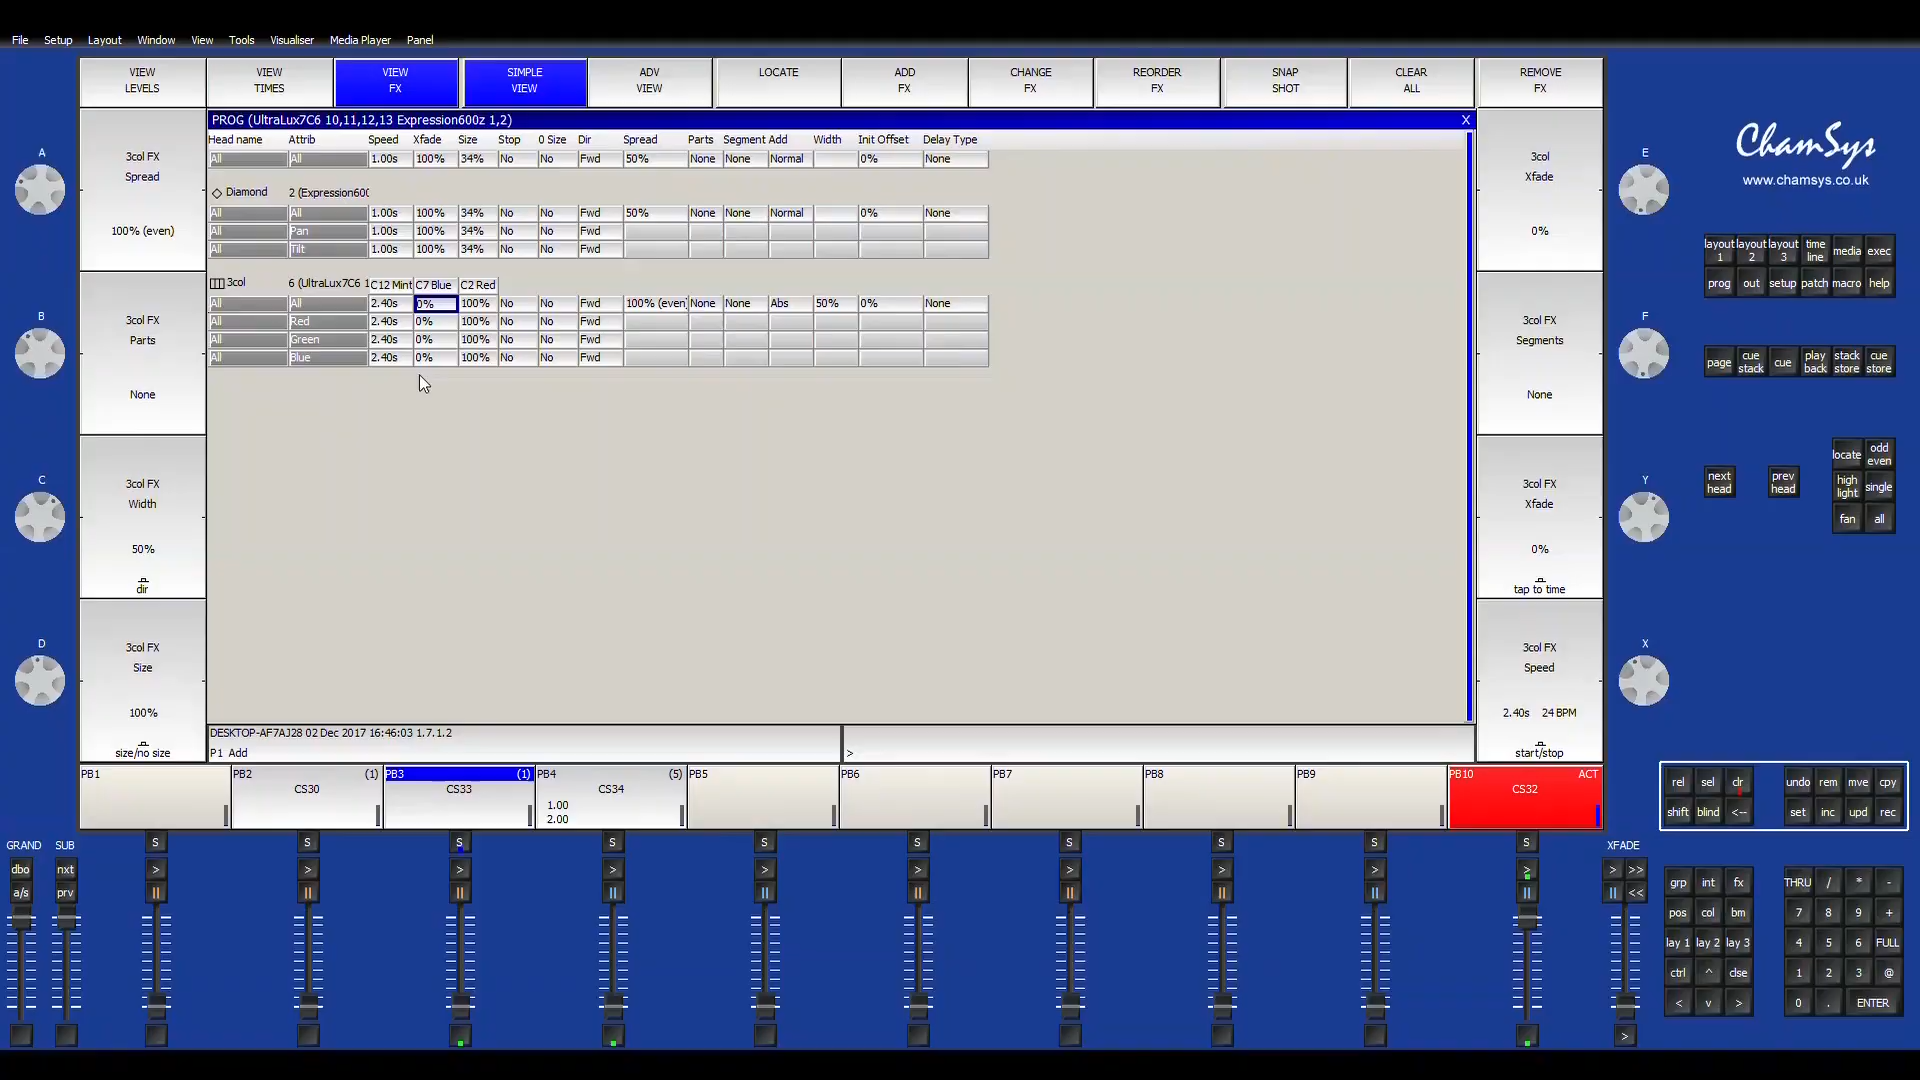 File Setup Layout Window View Tools Visualiser Media Player Panel
VIEW LEVELS
VIEW TIMES
VIEW FX
SIMPLE VIEW
ADV VIEW
LOCATE
ADD FX
CHANGE FX
REORDER FX
SNAP SHOT
CLEAR ALL
REMOVE FX
PROG (UltraLux7C6 10,11,12,13 Expression600z 1,2) X
Head name Attrib Speed Xfade Size Stop 0 Size Dir Spread Parts Segment Add Width Init Offset Delay Type
All All 1.00s 100% 34% No No Fwd 50% None None Normal 0% None
Diamond 2 (Expression600
All All 1.00s 100% 34% No No Fwd 50% None None Normal 0% None
All Pan 1.00s 100% 34% No No Fwd
All Tilt 1.00s 100% 34% No No Fwd
3col 6 (UltraLux7C6 1 C12 Mint C7 Blue C2 Red
All All 2.40s 0% 100% No No Fwd 100% (even) None None Abs 50% 0% None
All Red 2.40s 0% 100% No No Fwd
All Green 2.40s 0% 100% No No Fwd
All Blue 2.40s 0% 100% No No Fwd
A
3col FX
Spread
100% (even)
B
3col FX
Parts
None
C
3col FX
Width
50%
dir
D
3col FX
Size
100%
size/no size
3col
Xfade
0%
E
3col FX
Segments
None
F
3col FX
Xfade
0%
tap to time
Y
3col FX
Speed
2.40s 24 BPM
start/stop
X
ChamSys
www.chamsys.co.uk
layout 1 layout 2 layout 3 time line media exec
prog out setup patch macro help
page cue stack cue play back stack store cue store
next head prev head
locate odd even
high light single
fan all
DESKTOP-AF7AJ28 02 Dec 2017 16:46:03 1.7.1.2
P1 Add
>
PB1
PB2 (1)
CS30
PB3 (1)
CS33
PB4 (5)
CS34
1.00
2.00
PB5
PB6
PB7
PB8
PB9
PB10 ACT
CS32
rel sel clr undo rem mve cpy
shift blind <-- set inc upd rec
GRAND SUB S S S S S S S S S S XFADE
dbo nxt > > > > > > > > > > > >>
a/s prv <<
grp int fx THRU / * -
pos col bm 7 8 9 +
lay 1 lay 2 lay 3 4 5 6 FULL
ctrl ^ clse 1 2 3 @
< v > 0 . ENTER
>